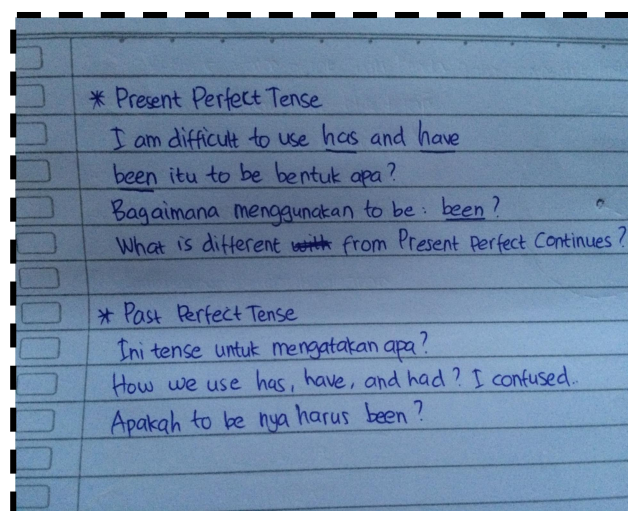 * Present Perfect Tense
I am difficult to use has and have
been itu to be bentuk apa?
Bagaimana menggunakan to be : been?
What is different with from Present Perfect Continues?
* Past Perfect Tense
Ini tense untuk mengatakan apa?
How we use has, have, and had? I confused..
Apakah to be nya harus been?